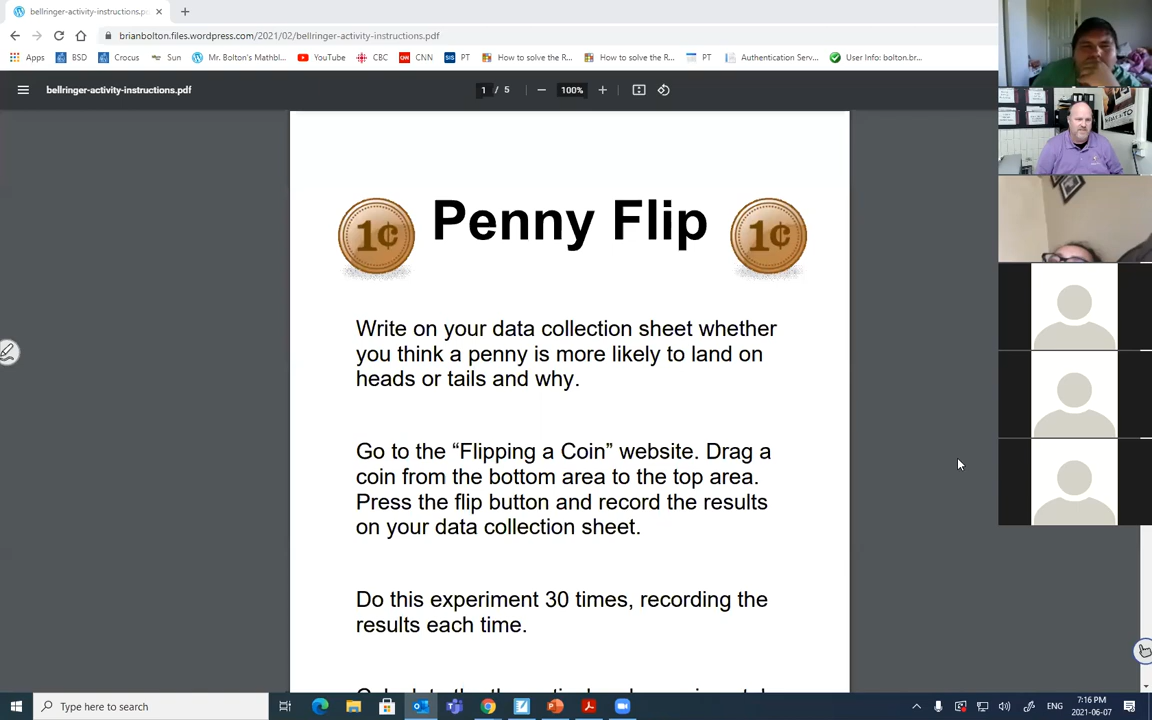 bellringer-activity-instructions.p
brianbolton.files.wordpress.com/2021/02/bellringer-activity-instructions.pdf
Apps BSD Crocus Sun Mr. Bolton's Mathbl... YouTube CBC CNN SIS PT How to solve the R... How to solve the R... PT Authentication Serv... User Info: bolton.br...
bellringer-activity-instructions.pdf 1 / 5 100%
1¢ Penny Flip 1¢
Write on your data collection sheet whether
you think a penny is more likely to land on
heads or tails and why.
Go to the “Flipping a Coin” website. Drag a
coin from the bottom area to the top area.
Press the flip button and record the results
on your data collection sheet.
Do this experiment 30 times, recording the
results each time.
Type here to search
ENG
7:16 PM
2021-06-07